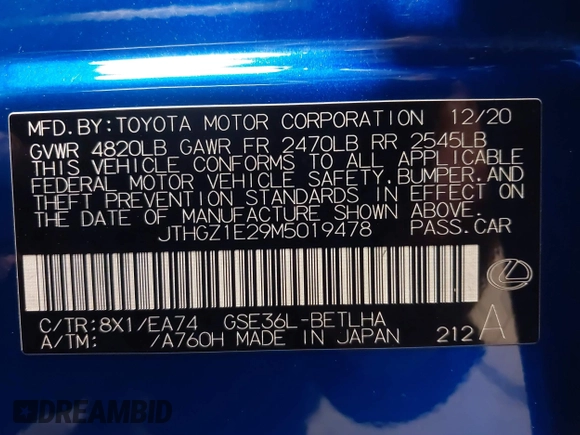 MFD.BY:TOYOTA MOTOR CORPORATION 12/20
GVWR 4820LB GAWR FR 2470LB RR 2545LB
THIS VEHICLE CONFORMS TO ALL APPLICABLE
FEDERAL MOTOR VEHICLE SAFETY,BUMPER,AND
THEFT PREVENTION STANDARDS IN EFFECT ON
THE DATE OF MANUFACTURE SHOWN ABOVE.
JTHGZ1E29M5019478 PASS.CAR
C/TR:8X1/EA74 GSE36L-BETLHA
A/TM: /A760H MADE IN JAPAN 212 A
DREAMBID